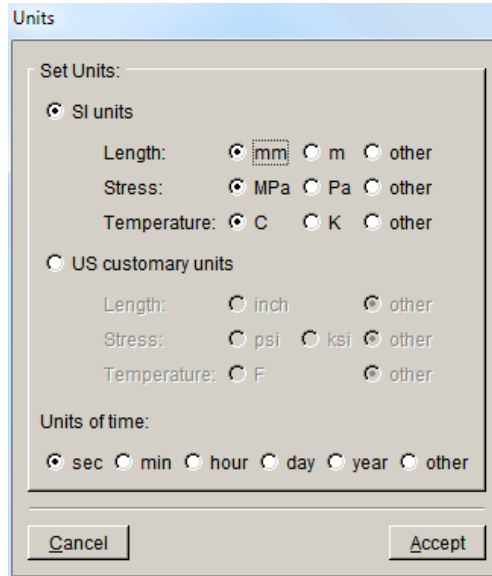 Units
Set Units:
SI units
Length: mm m other
Stress: MPa Pa other
Temperature: C K other
US customary units
Length: inch other
Stress: psi ksi other
Temperature: F other
Units of time:
sec min hour day year other
Cancel Accept